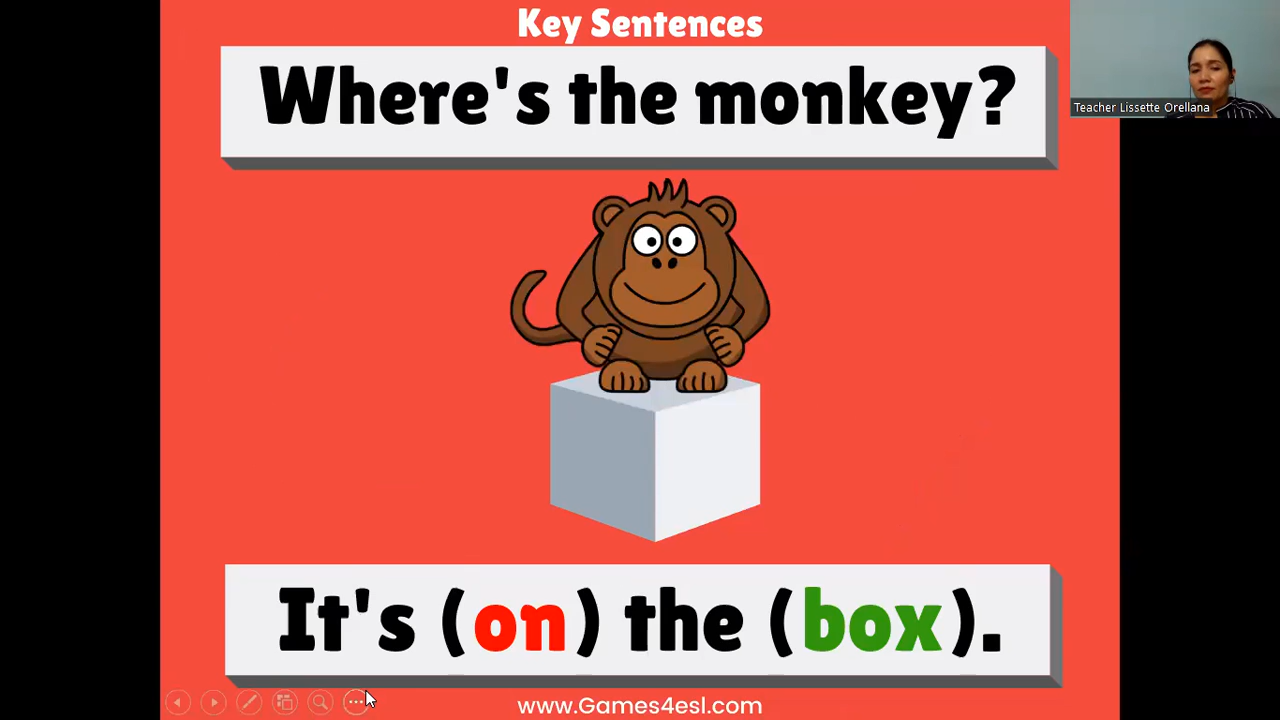 Key Sentences
Where's the monkey?
Teacher Lissette Orellana
It's (on) the (box).
www.Games4esl.com